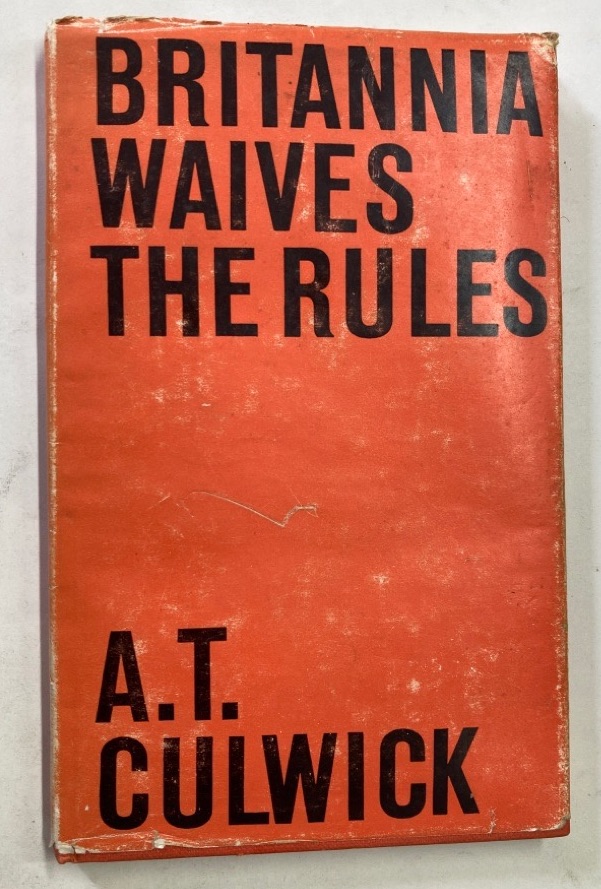 BRITANNIA
WAIVES
THE RULES
A.T.
CULWICK